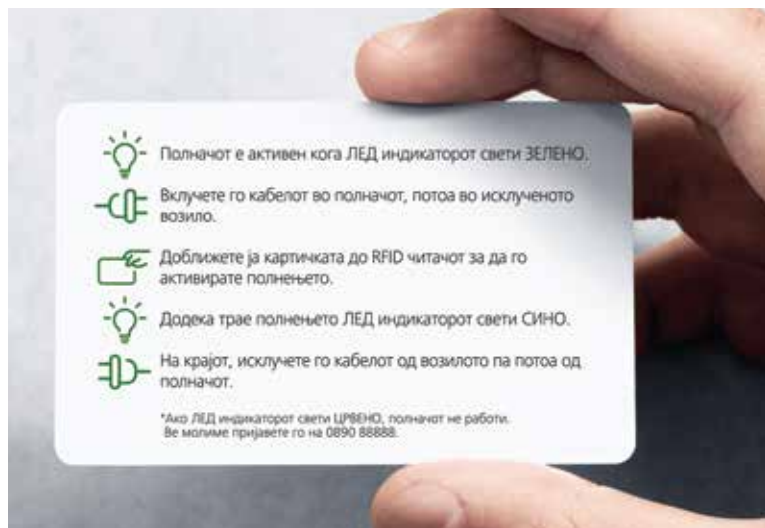 Полначот е активен кога ЛЕД индикаторот свети ЗЕЛЕНО.
Вклучете го кабелот во полначот, потоа во исклученото
возило.
Доближете ја картичката до RFID читачот за да го
активирате полнењето.
Додека трае полнењето ЛЕД индикаторот свети СИНО.
На крајот, исклучете го кабелот од возилото па потоа од
полначот.
*Ако ЛЕД индикаторот свети ЦРВЕНО, полначот не работи.
Ве молиме пријавете го на 0890 88888.